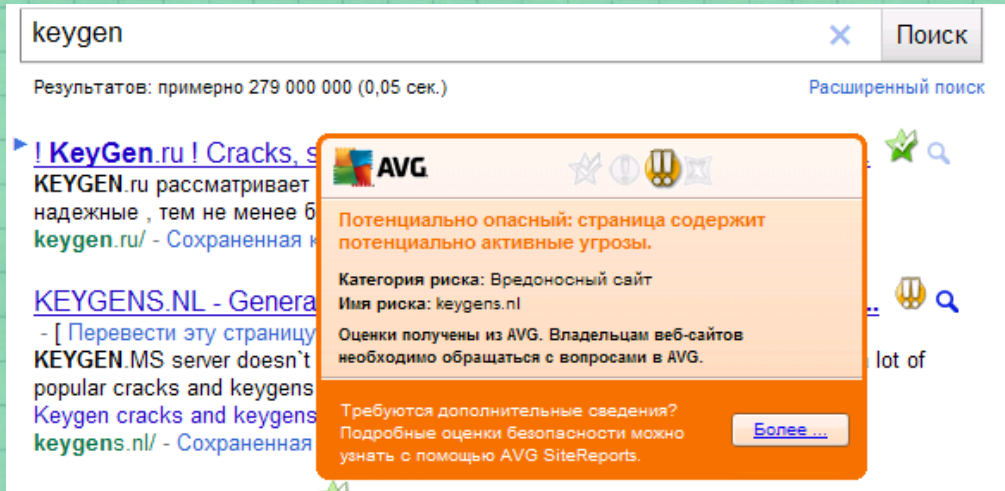 keygen
Поиск
Результатов: примерно 279 000 000 (0,05 сек.)
Расширенный поиск
! KeyGen.ru ! Cracks, s
KEYGEN.ru рассматривает
надежные , тем не менее б
keygen.ru/ - Сохраненная к
KEYGENS.NL - Genera
..
- [ Перевести эту страницу
KEYGEN.MS server doesn`t
lot of
popular cracks and keygens
Keygen cracks and keygens
keygens.nl/ - Сохраненная
AVG
Потенциально опасный: страница содержит
потенциально активные угрозы.
Категория риска: Вредоносный сайт
Имя риска: keygens.nl
Оценки получены из AVG. Владельцам веб-сайтов
необходимо обращаться с вопросами в AVG.
Требуются дополнительные сведения?
Подробные оценки безопасности можно
узнать с помощью AVG SiteReports.
Более ...